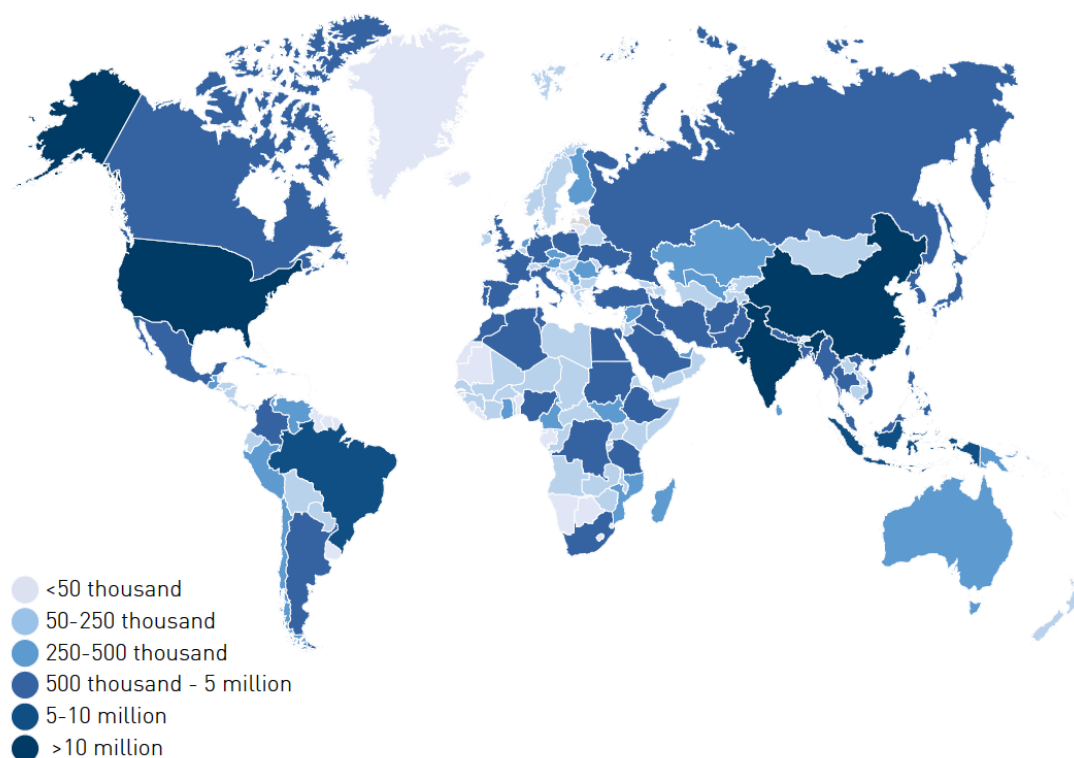 <50 thousand
50-250 thousand
250-500 thousand
500 thousand - 5 million
5-10 million
>10 million